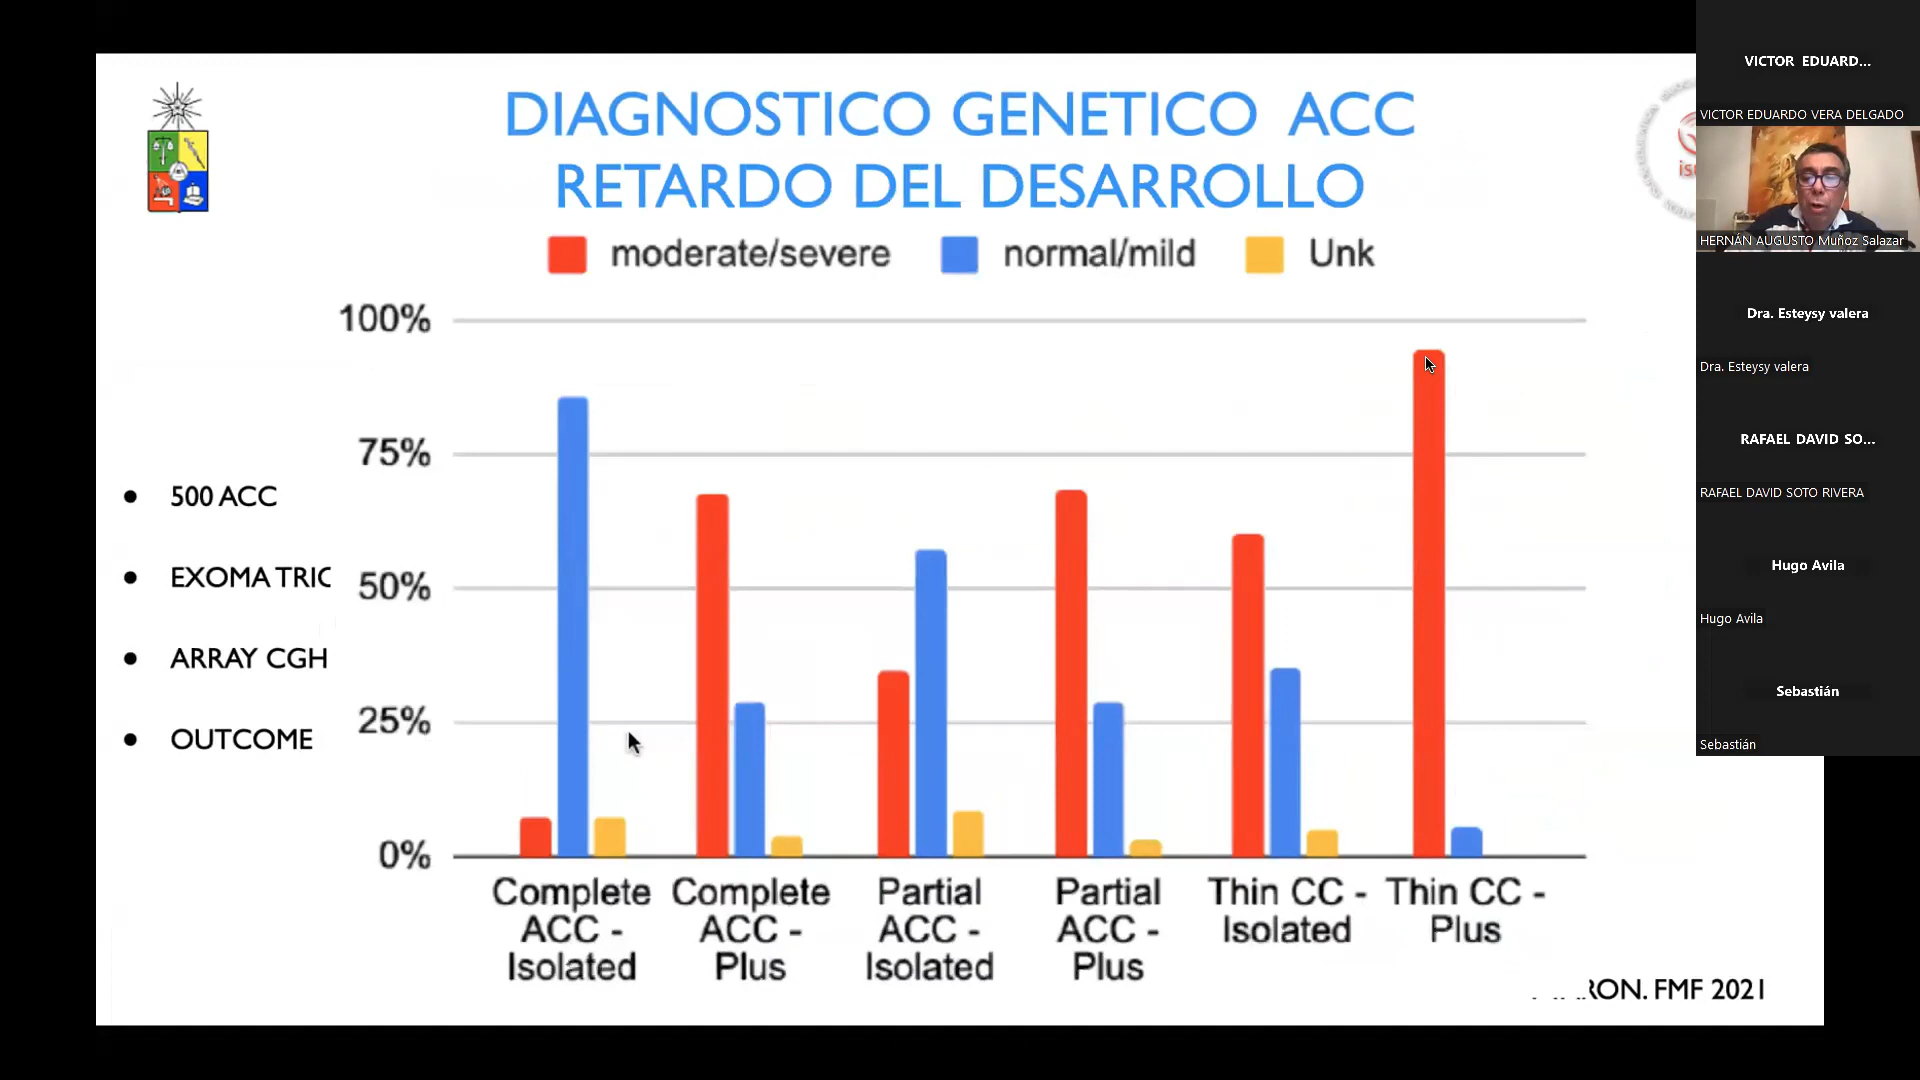 DIAGNOSTICO GENETICO ACC
RETARDO DEL DESARROLLO
moderate/severe
normal/mild
Unk
100%
75%
50%
25%
0%
500 ACC
EXOMA
ARRAY CGH
OUTCOME
Complete ACC - Isolated
Complete ACC - Plus
Partial ACC - Isolated
Partial ACC - Plus
Thin CC - Isolated
Thin CC - Plus
FMF 2021
VICTOR EDUARD...
VICTOR EDUARDO VERA DELGADO
HERNÁN AUGUSTO Muñoz Salazar
Dra. Esteysy valera
Dra. Esteysy valera
RAFAEL DAVID SO...
RAFAEL DAVID SOTO RIVERA
Hugo Avila
Hugo Avila
Sebastián
Sebastián